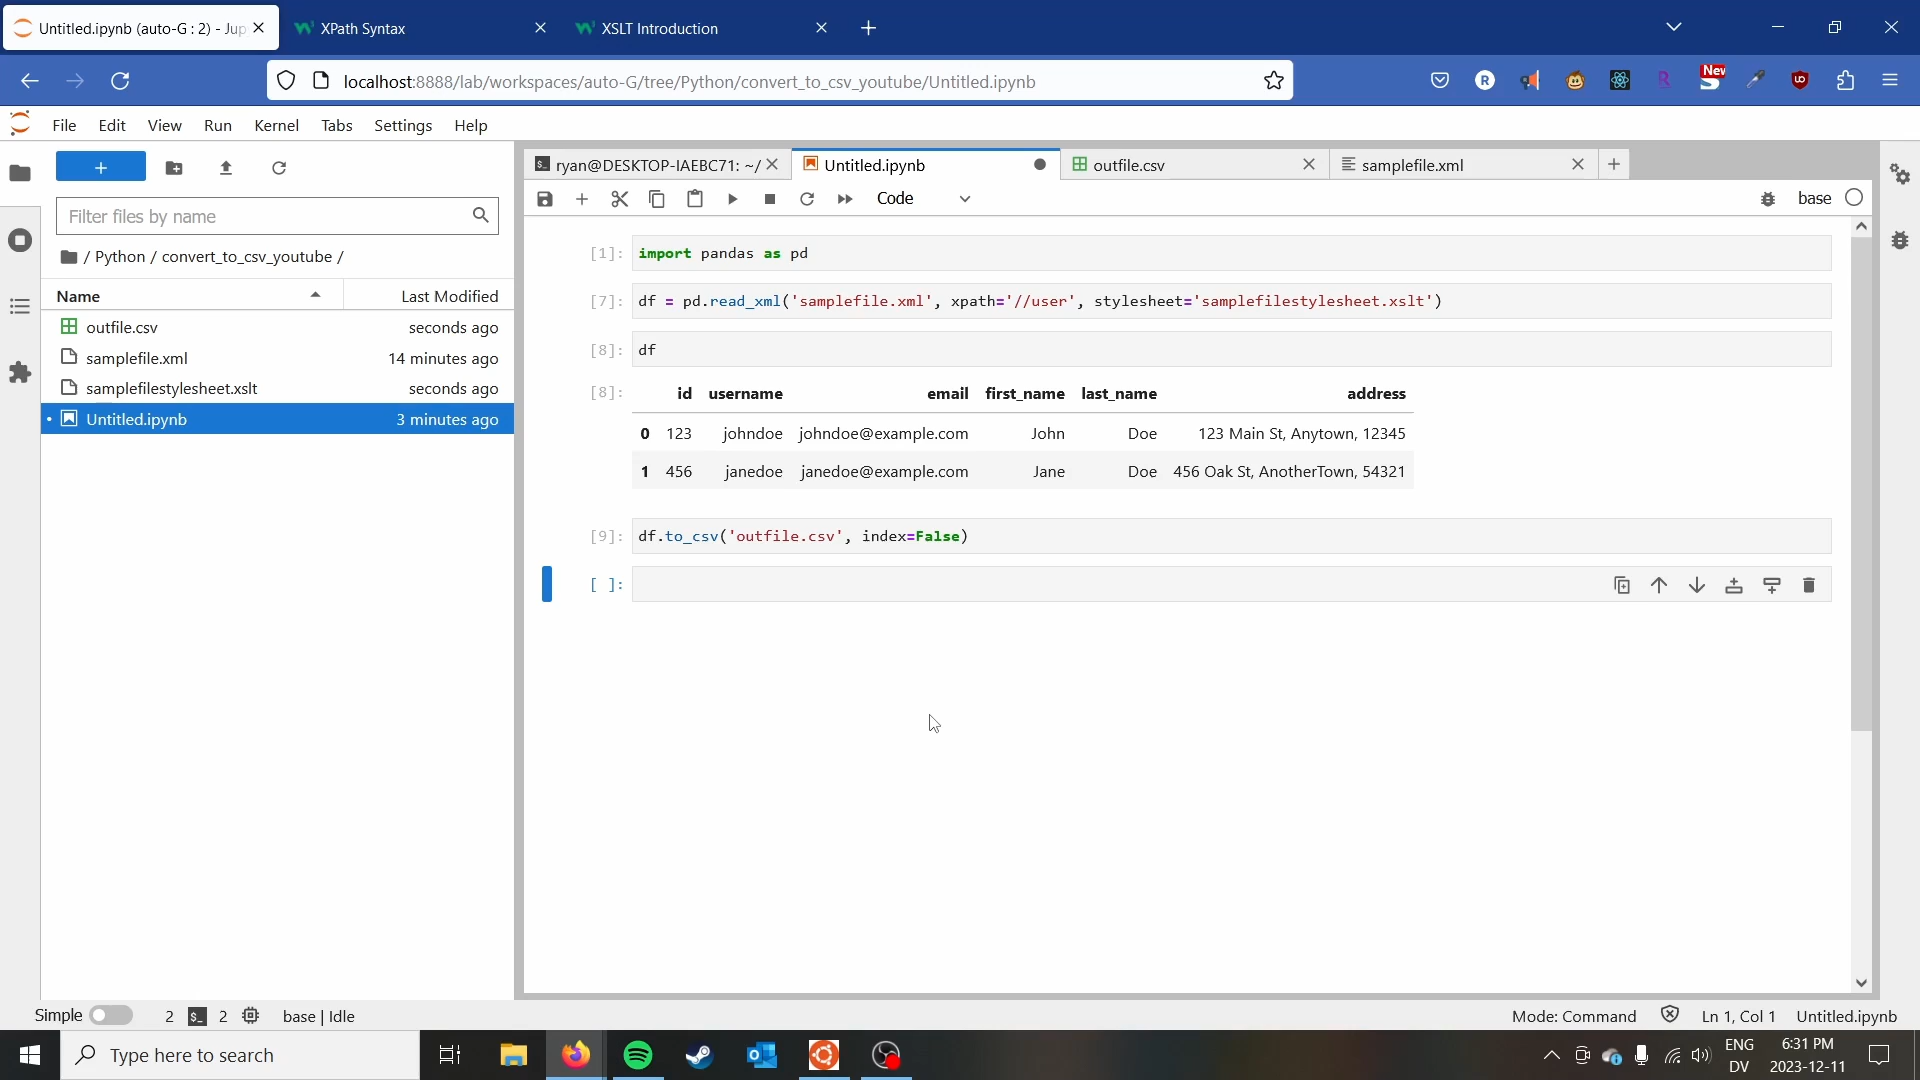 Untitled.ipynb (auto-G : 2) - Jup
XPath Syntax
XSLT Introduction
localhost:8888/lab/workspaces/auto-G/tree/Python/convert_to_csv_youtube/Untitled.ipynb
R
R
New
S
File Edit View Run Kernel Tabs Settings Help
ryan@DESKTOP-IAEBC71: ~/
Untitled.ipynb
outfile.csv
samplefile.xml
Code
base
Filter files by name
/ Python / convert_to_csv_youtube /
Name Last Modified
outfile.csv seconds ago
samplefile.xml 14 minutes ago
samplefilestylesheet.xslt seconds ago
Untitled.ipynb 3 minutes ago
[1]: import pandas as pd
[7]: df = pd.read_xml('samplefile.xml', xpath='//user', stylesheet='samplefilestylesheet.xslt')
[8]: df
[8]: id username email first_name last_name address
0 123 johndoe johndoe@example.com John Doe 123 Main St, Anytown, 12345
1 456 janedoe janedoe@example.com Jane Doe 456 Oak St, AnotherTown, 54321
[9]: df.to_csv('outfile.csv', index=False)
[ ]:
Simple 2 $_ 2 base | Idle
Mode: Command Ln 1, Col 1 Untitled.ipynb
Type here to search
ENG
DV
6:31 PM
2023-12-11